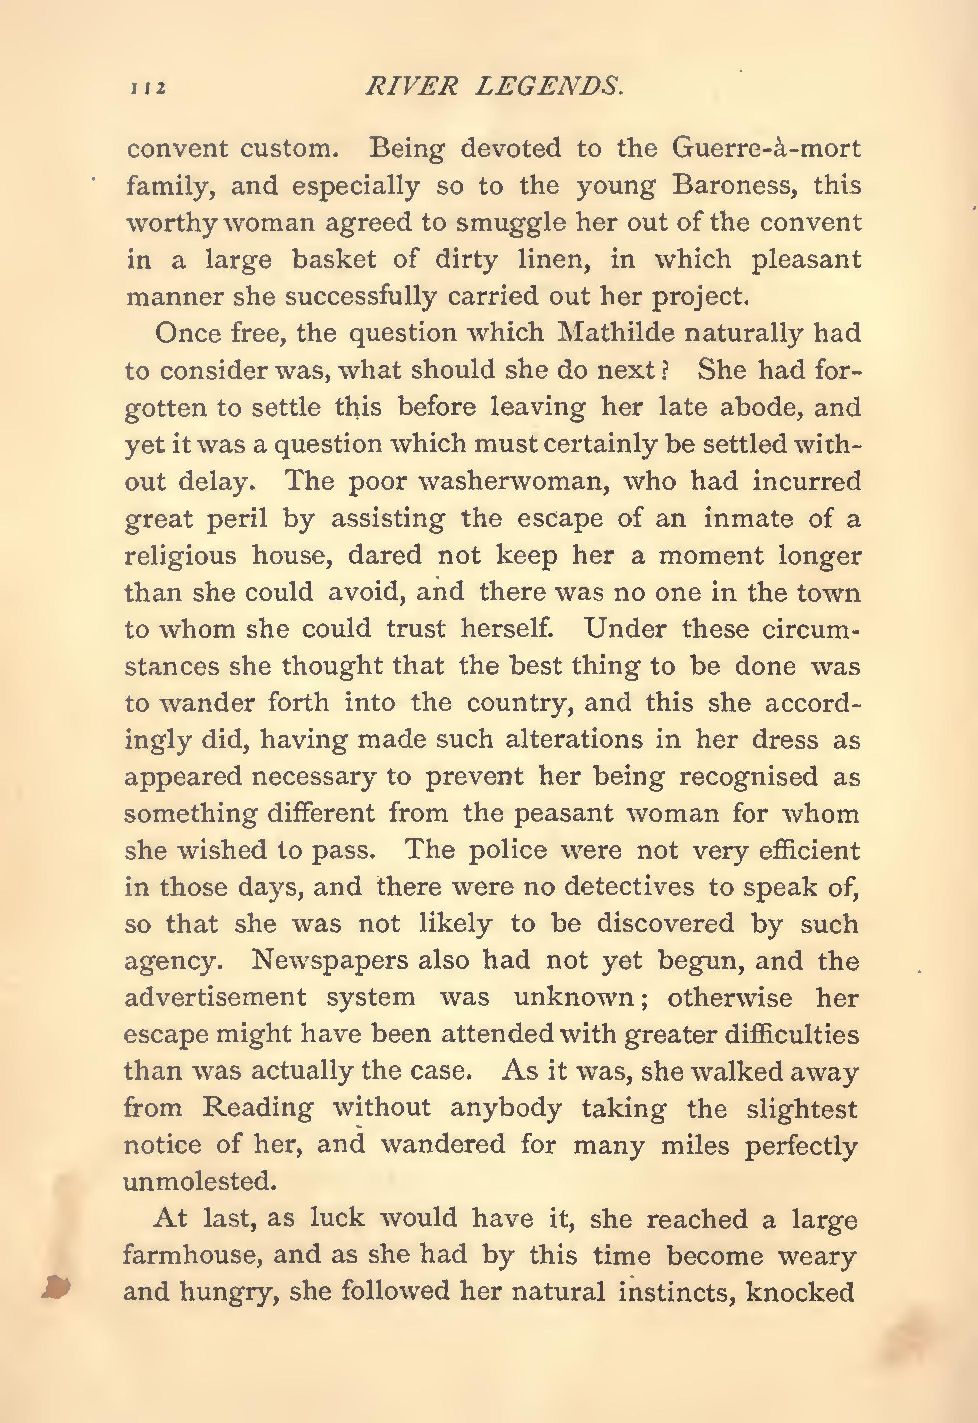 112 RIVER LEGENDS.
convent custom. Being devoted to the Guerre-à-mort
family, and especially so to the young Baroness, this
worthy woman agreed to smuggle her out of the convent
in a large basket of dirty linen, in which pleasant
manner she successfully carried out her project.
Once free, the question which Mathilde naturally had
to consider was, what should she do next? She had for-
gotten to settle this before leaving her late abode, and
yet it was a question which must certainly be settled with-
out delay. The poor washerwoman, who had incurred
great peril by assisting the escape of an inmate of a
religious house, dared not keep her a moment longer
than she could avoid, and there was no one in the town
to whom she could trust herself. Under these circum-
stances she thought that the best thing to be done was
to wander forth into the country, and this she accord-
ingly did, having made such alterations in her dress as
appeared necessary to prevent her being recognised as
something different from the peasant woman for whom
she wished to pass. The police were not very efficient
in those days, and there were no detectives to speak of,
so that she was not likely to be discovered by such
agency. Newspapers also had not yet begun, and the
advertisement system was unknown; otherwise her
escape might have been attended with greater difficulties
than was actually the case. As it was, she walked away
from Reading without anybody taking the slightest
notice of her, and wandered for many miles perfectly
unmolested.
At last, as luck would have it, she reached a large
farmhouse, and as she had by this time become weary
and hungry, she followed her natural instincts, knocked